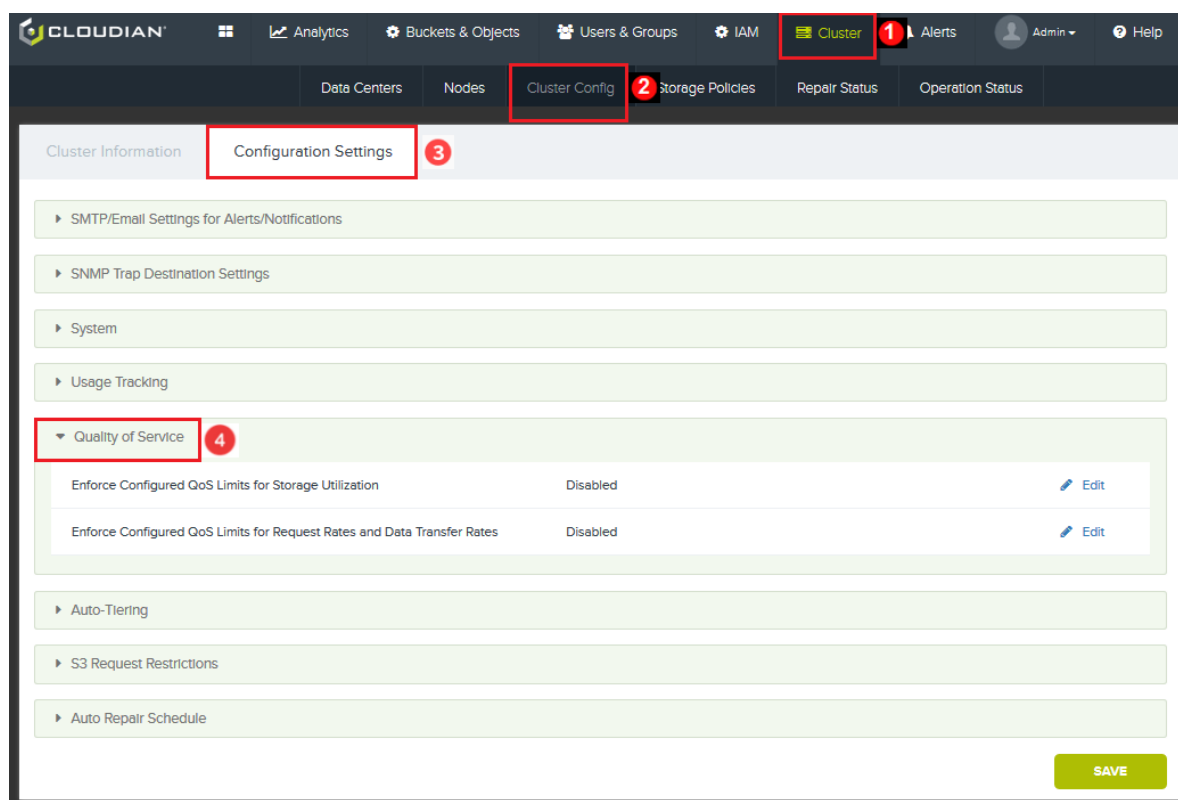 CLOUDIAN Analytics Buckets & Objects Users & Groups IAM Cluster 1 Alerts Admin Help
Data Centers Nodes Cluster Config 2 Storage Policies Repair Status Operation Status
Cluster Information Configuration Settings 3
SMTP/Email Settings for Alerts/Notifications
SNMP Trap Destination Settings
System
Usage Tracking
Quality of Service 4
Enforce Configured QoS Limits for Storage Utilization Disabled Edit
Enforce Configured QoS Limits for Request Rates and Data Transfer Rates Disabled Edit
Auto-Tiering
S3 Request Restrictions
Auto Repair Schedule
SAVE